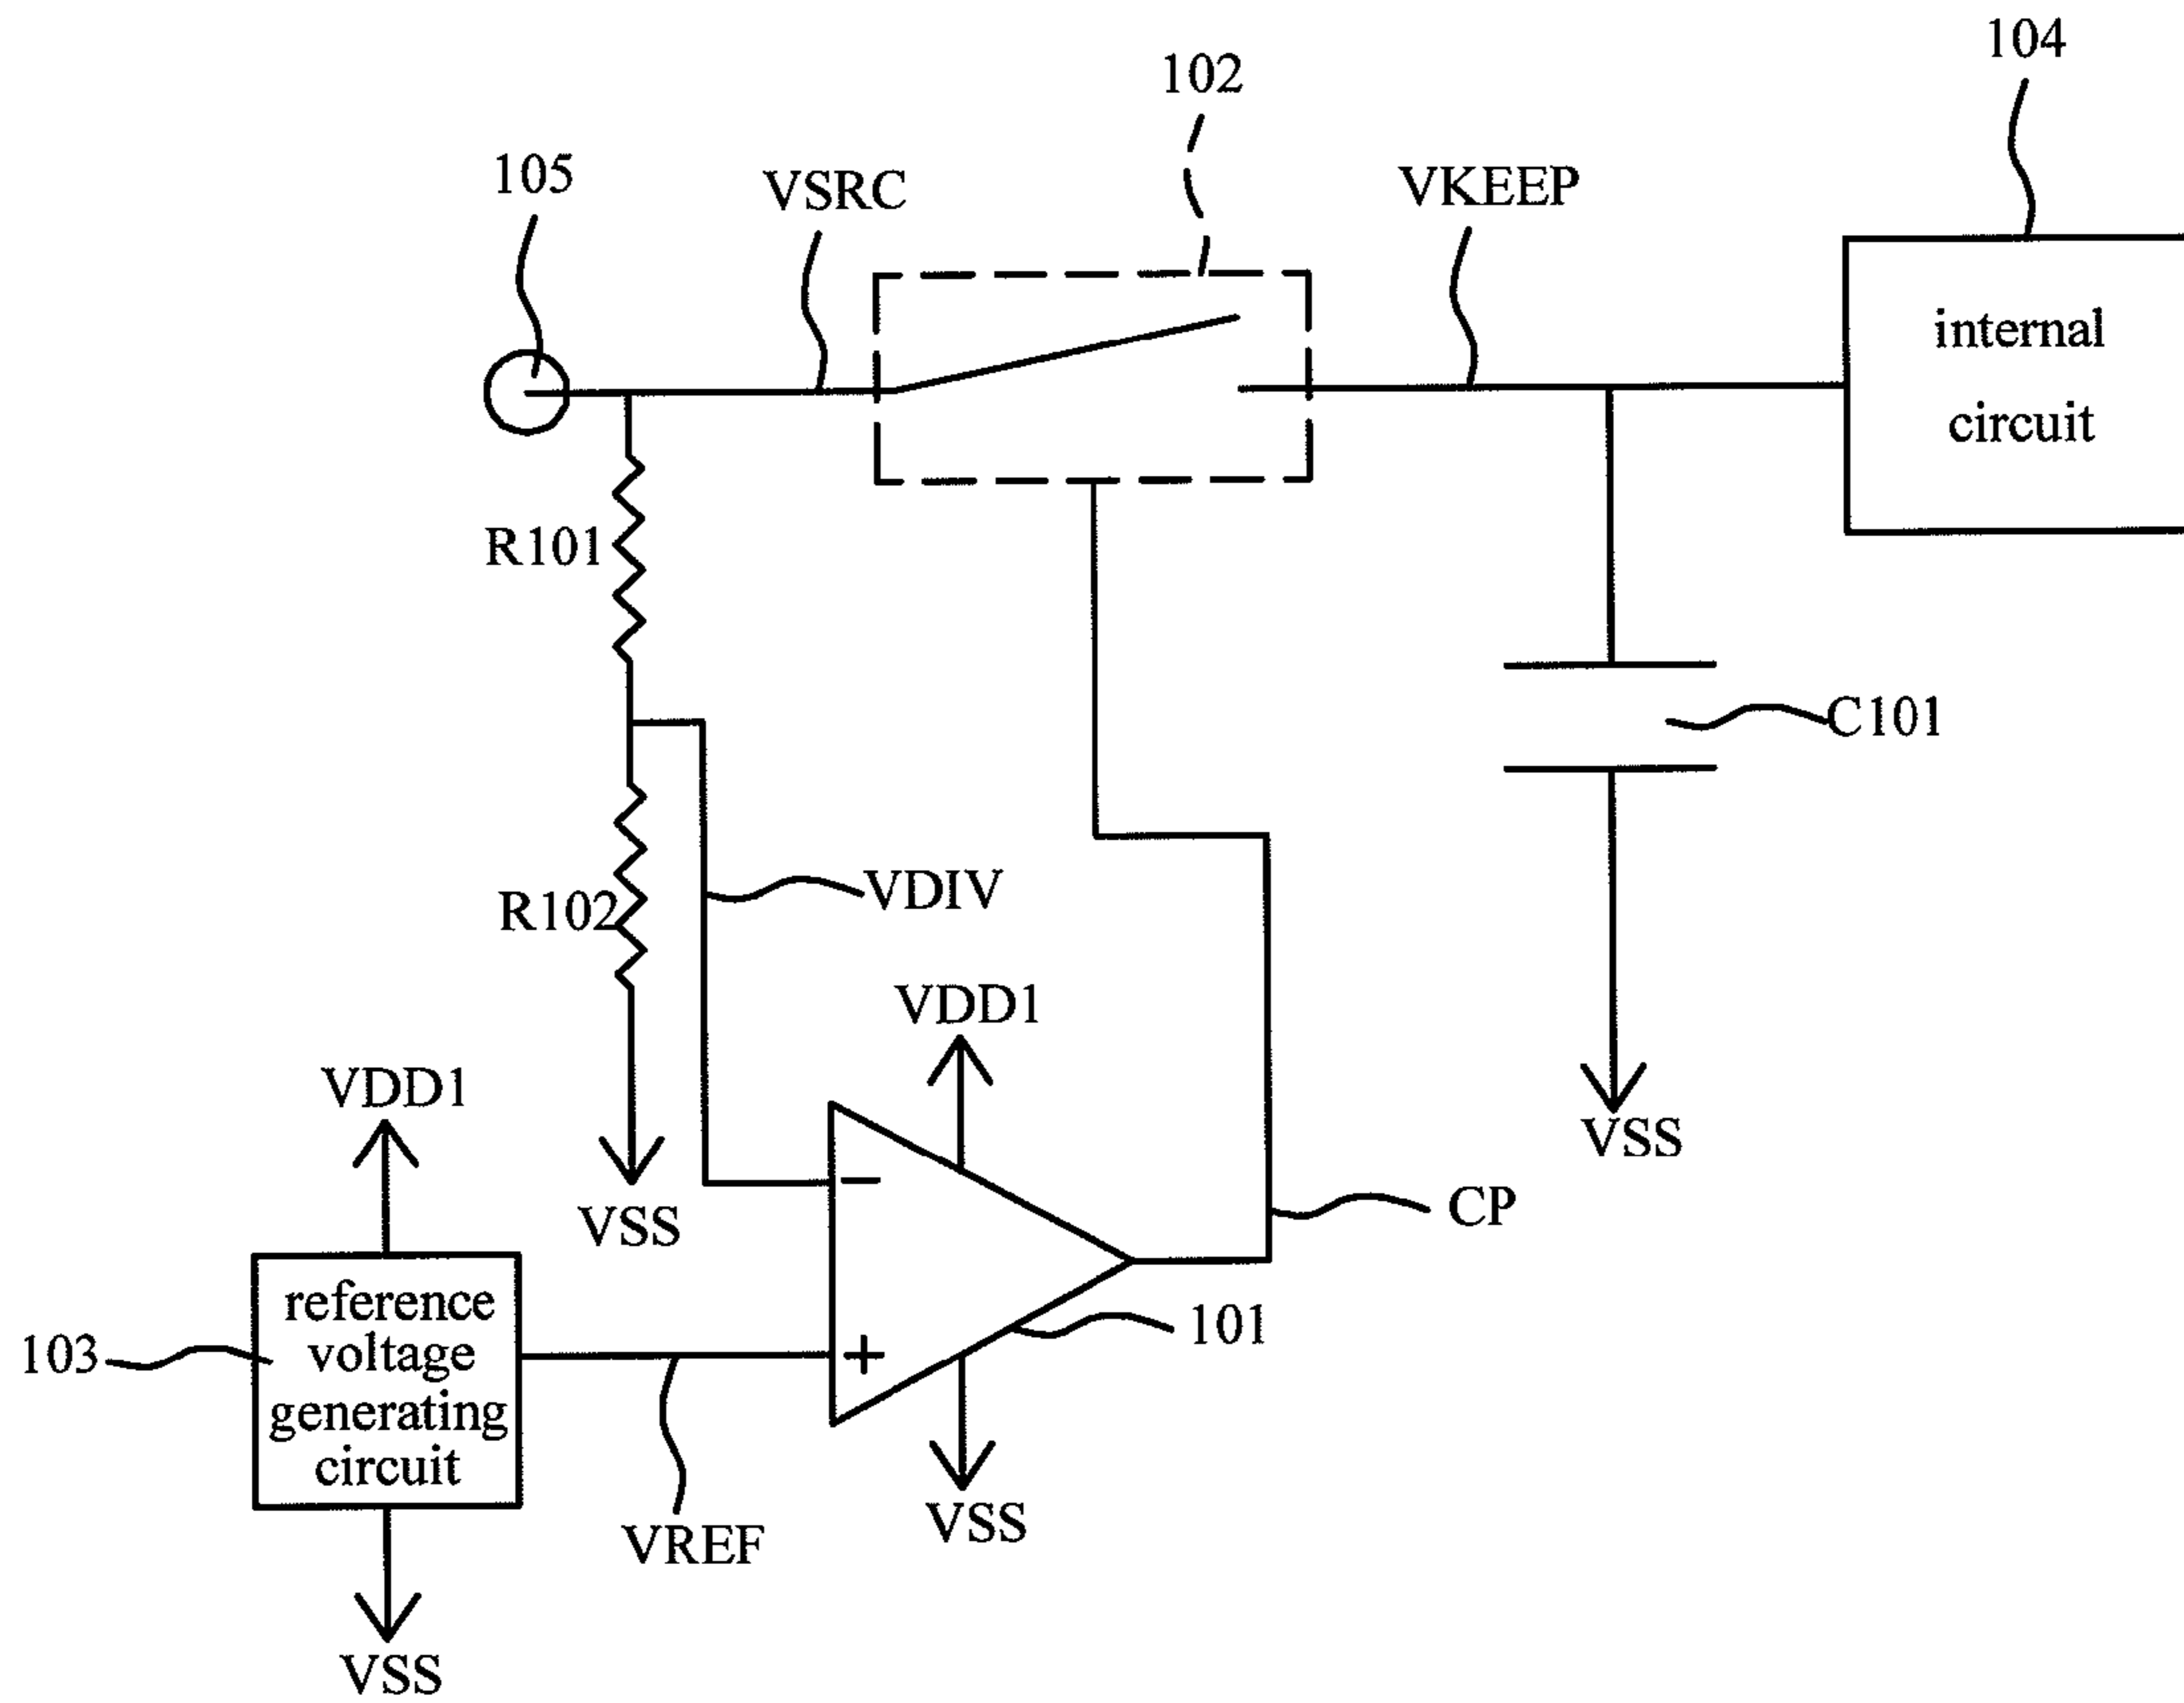 104
102
105
VSRC
VKEEP
internal
circuit
R101
C101
R102
VDIV
VDD1
VDD1
VSS
VSS
CP
reference
voltage
generating
circuit
103
101
VREF
VSS
VSS
−
+